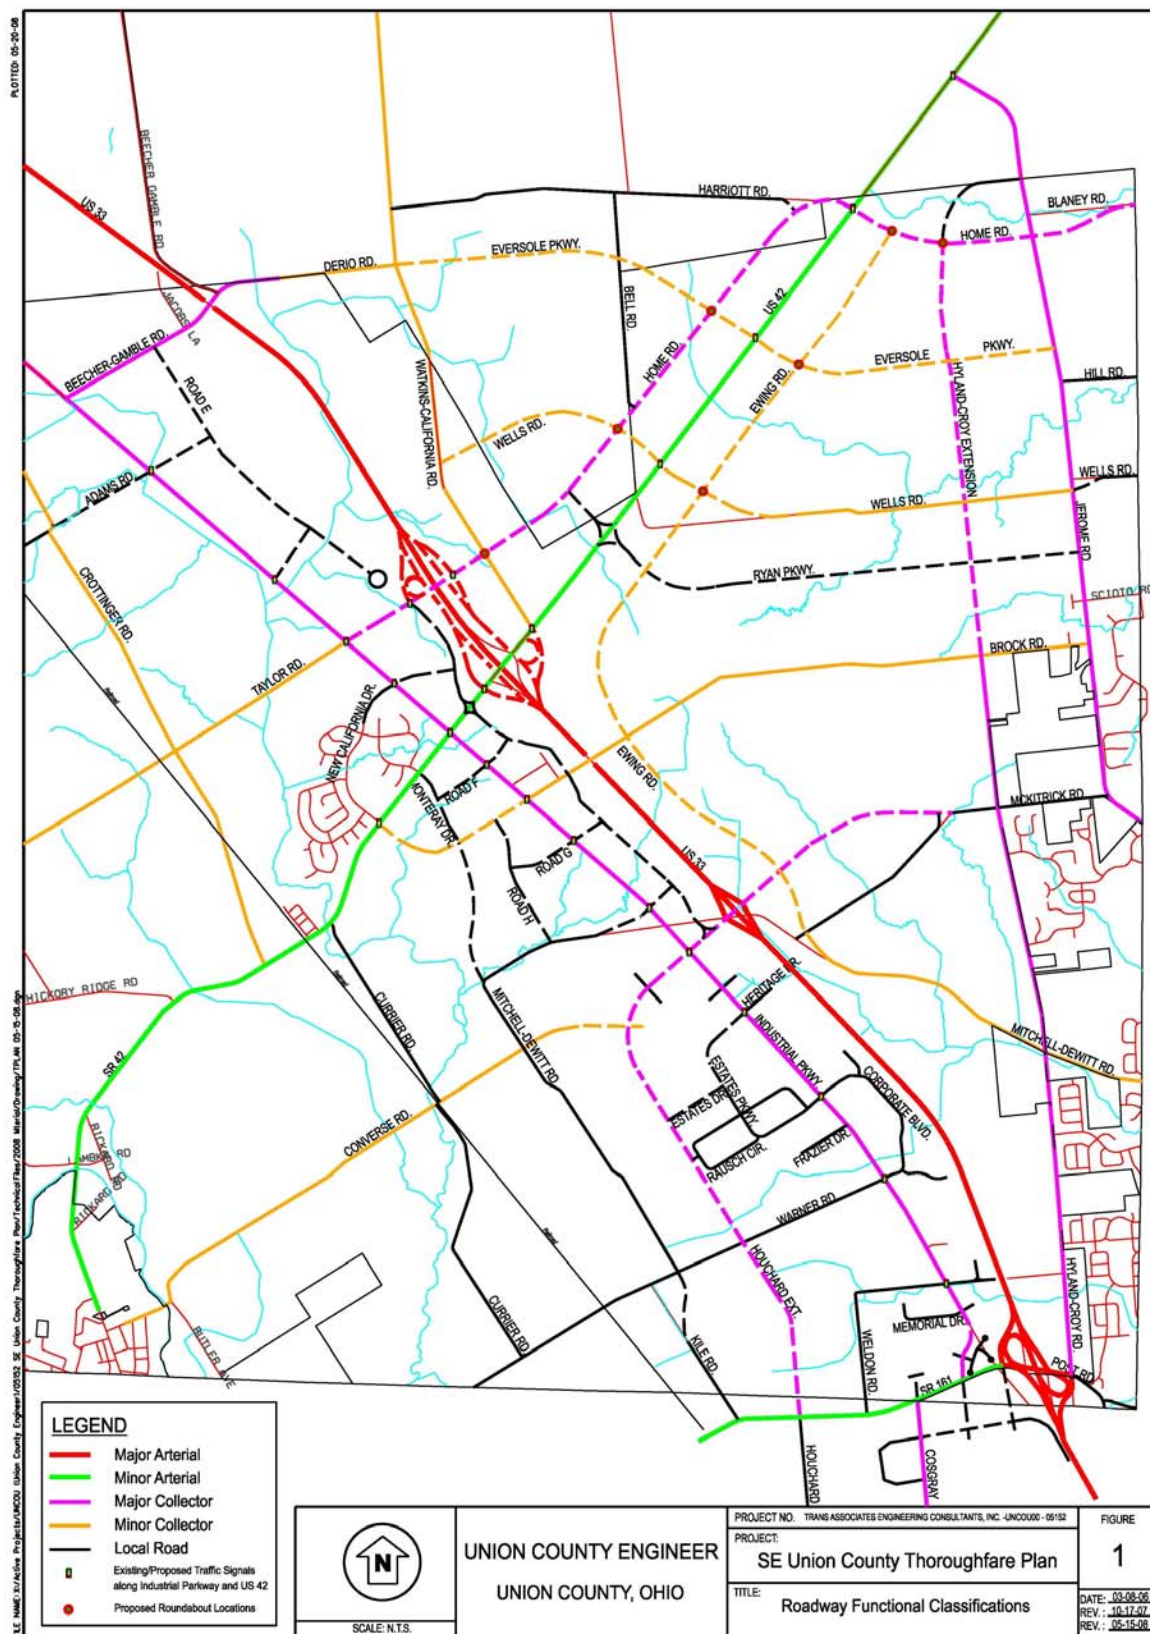 PLOTTED: 05-20-08
BEECHER GAMBLE RD
US 33
HARRIOTT RD.
BLANEY RD.
HOME RD.
EVERSOLE PKWY.
DERIO RD.
JACOBS LA
BELL RD.
US 42
BEECHER-GAMBLE RD.
ROAD E
WATKINS-CALIFORNIA RD.
HOME RD.
EWING RD.
EVERSOLE PKWY.
HILL RD.
HYLAND-CROY EXTENSION
WELLS RD.
ADAMS RD
WELLS RD.
WELLS RD.
JEROME RD
CROTTINGER RD.
RYAN PKWY.
SCIOTO RD
BROCK RD.
TAYLOR RD.
NEW CALIFORNIA DR.
EWING RD.
ROAD F
MONTERAY DR.
MCKITRICK RD
US 33
ROAD G
ROAD H
HICKORY RIDGE RD
HERITAGE DR.
CURRIER RD.
MITCHELL-DEWITT RD
INDUSTRIAL PKWY
MITCHELL-DEWITT RD.
SR 42
ESTATES PKWY
ESTATES DR.
CORPORATE BLVD.
CONVERSE RD.
FRAZIER DR.
RAUSCH CIR.
WARNER RD
HOUCHARD EXT.
HYLAND-CROY RD.
CURRIER RD.
MEMORIAL DR.
BUTLER AVE
KILE RD.
WELDON RD.
POST RD
SR 161
HOUCHARD
COSGRAY
LEGEND
Major Arterial
Minor Arterial
Major Collector
Minor Collector
Local Road
Existing/Proposed Traffic Signals
along Industrial Parkway and US 42
Proposed Roundabout Locations
N
SCALE: N.T.S.
UNION COUNTY ENGINEER
UNION COUNTY, OHIO
PROJECT NO. TRANS ASSOCIATES ENGINEERING CONSULTANTS, INC. -UNCOU00 - 05152
PROJECT:
SE Union County Thoroughfare Plan
TITLE:
Roadway Functional Classifications
FIGURE
1
DATE: 03-08-06
REV.: 10-17-07
REV.: 05-15-08